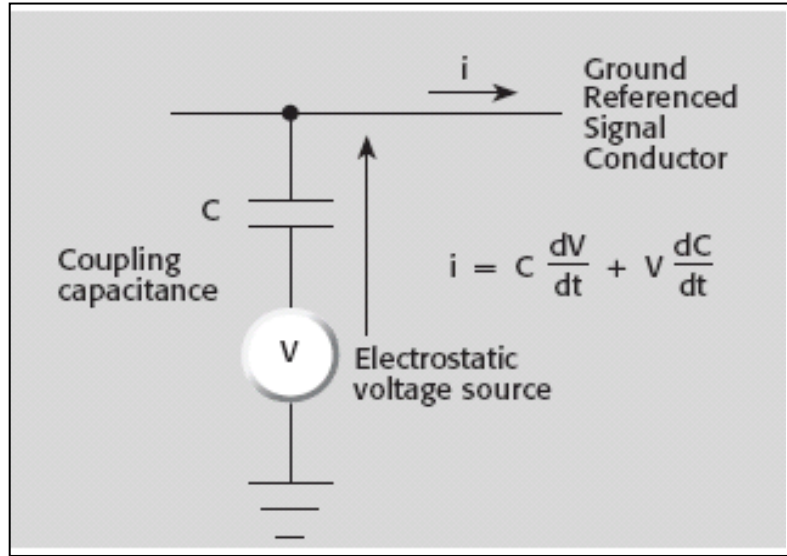 i
Ground
Referenced
Signal
Conductor
C
Coupling
capacitance
i = C dV/dt + V dC/dt
V
Electrostatic
voltage source